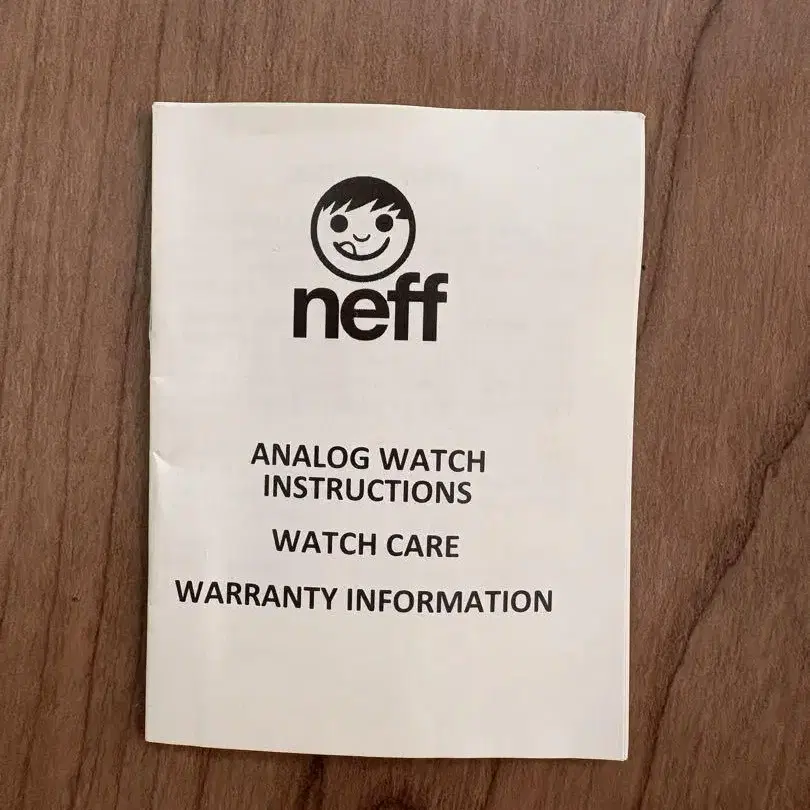 neff
ANALOG WATCH
INSTRUCTIONS
WATCH CARE
WARRANTY INFORMATION